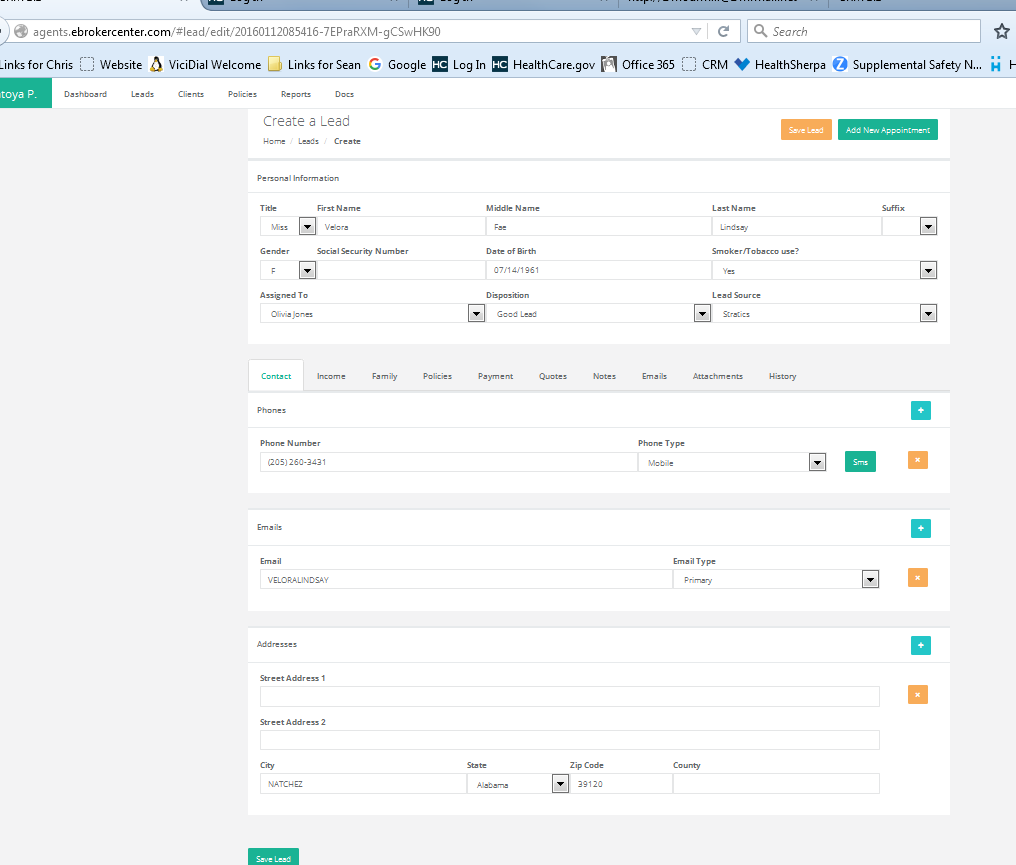 agents.ebrokercenter.com/#lead/edit/20160112085416-7EPraRXM-gCSwHK90 Search
Links for Chris Website ViciDial Welcome Links for Sean Google Log In HealthCare.gov Office 365 CRM HealthSherpa Supplemental Safety N... H
toya P. Dashboard Leads Clients Policies Reports Docs
Create a Lead
Save Lead Add New Appointment
Home / Leads / Create
Personal Information
Title First Name Middle Name Last Name Suffix
Miss Velora Fae Lindsay
Gender Social Security Number Date of Birth Smoker/Tobacco use?
F 07/14/1961 Yes
Assigned To Disposition Lead Source
Olivia Jones Good Lead Stratics
Contact Income Family Policies Payment Quotes Notes Emails Attachments History
Phones +
Phone Number Phone Type
(205) 260-3431 Mobile Sms ×
Emails +
Email Email Type
VELORALINDSAY Primary ×
Addresses +
Street Address 1
×
Street Address 2
City State Zip Code County
NATCHEZ Alabama 39120
Save Lead